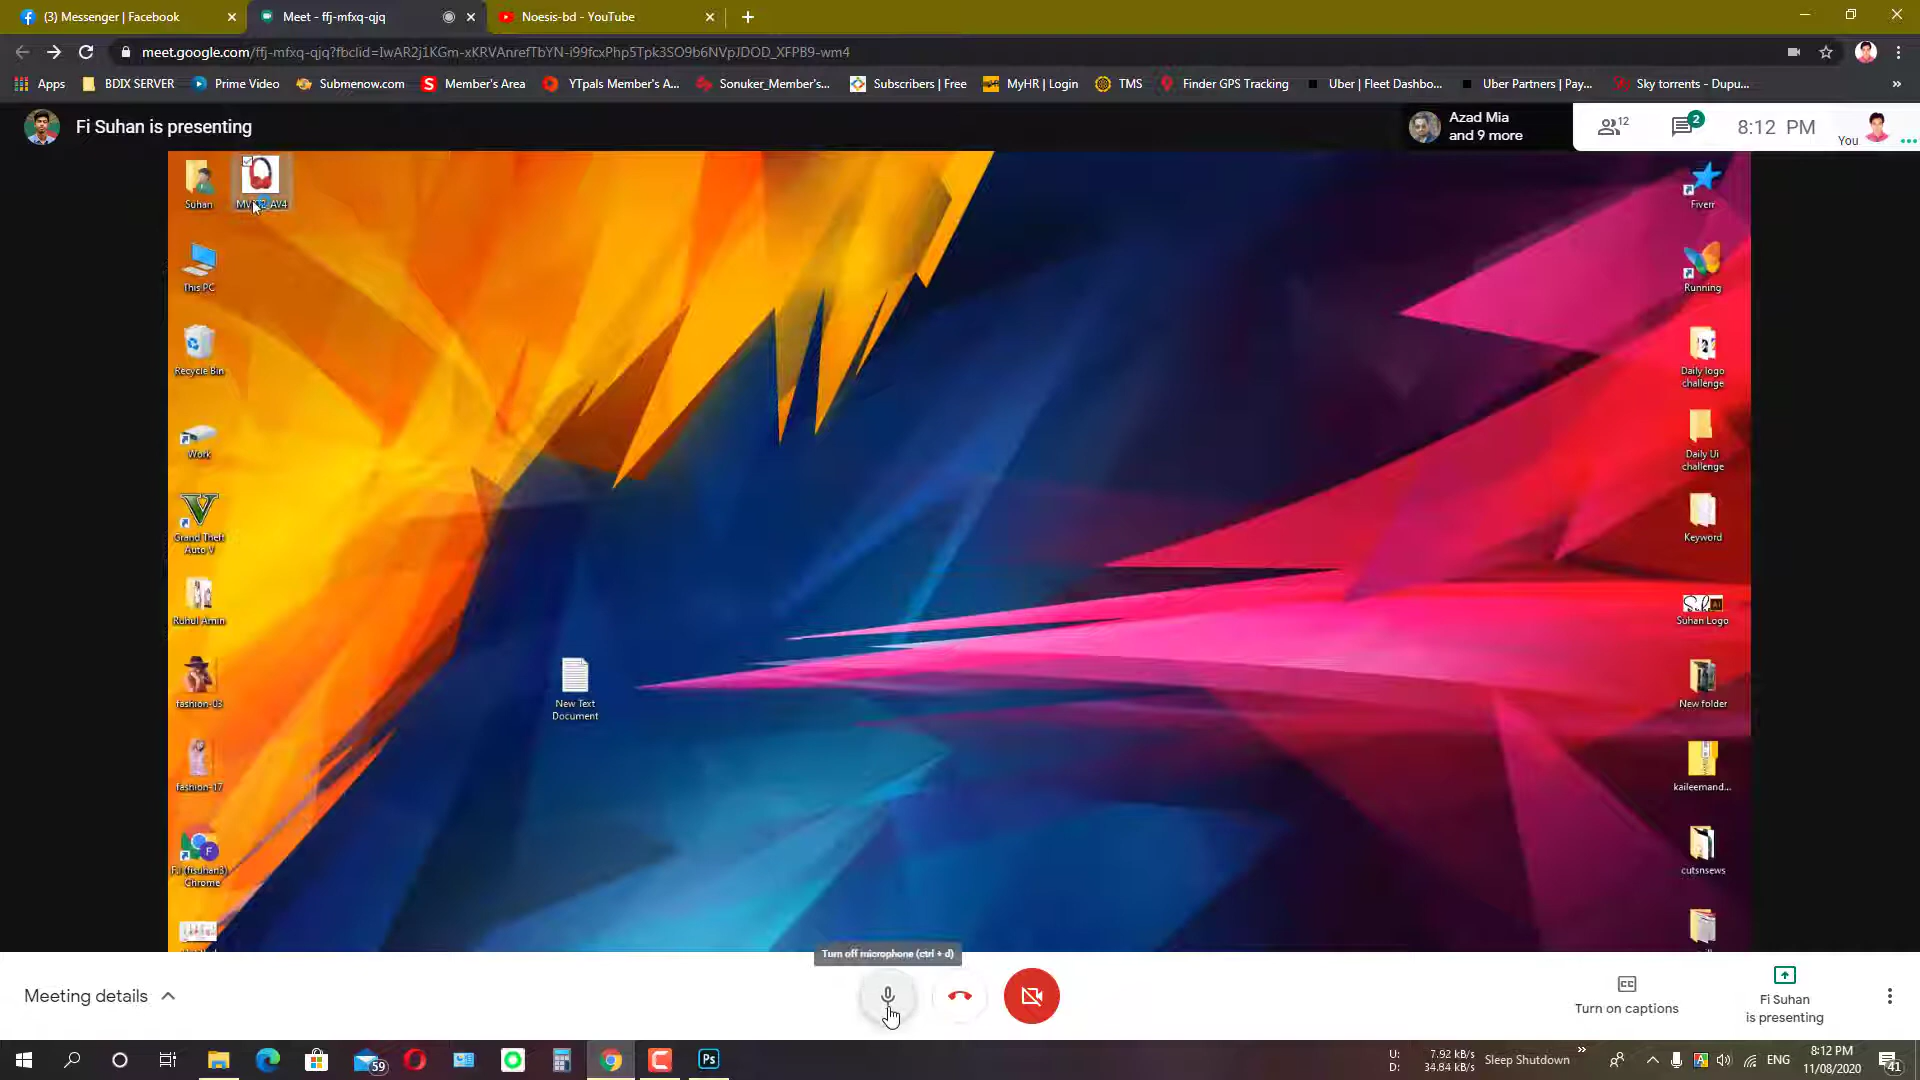 (3) Messenger | Facebook
Meet - ffj-mfxq-qjq
Noesis-bd - YouTube
meet.google.com/ffj-mfxq-qjq?fbclid=IwAR2j1KGm-xKRVAnrefTbYN-i99fcxPhp5Tpk3SO9b6NVpJDOD_XFPB9-wm4
Apps
BDIX SERVER
Prime Video
Submenow.com
Member's Area
YTpals Member's A...
Sonuker_Member's...
Subscribers | Free
MyHR | Login
TMS
Finder GPS Tracking
Uber | Fleet Dashbo...
Uber Partners | Pay...
Sky torrents - Dupu...
Fi Suhan is presenting
Azad Mia
and 9 more
12
2
8:12 PM
You
Suhan
This PC
Recycle Bin
Work
Grand Theft
Auto V
Ruhul Amin
fashion-03
fashion-17
Chrome
New Text
Document
Fiverr
Running
Daily logo
challenge
Daily Ui
challenge
Keyword
Suhan Logo
New folder
kaileemand...
cutsnsews
Turn off microphone (ctrl + d)
Meeting details
Turn on captions
Fi Suhan
is presenting
59
Ps
U: 7.92 kB/s
D: 34.84 kB/s
Sleep Shutdown
ENG
8:12 PM
11/08/2020
41